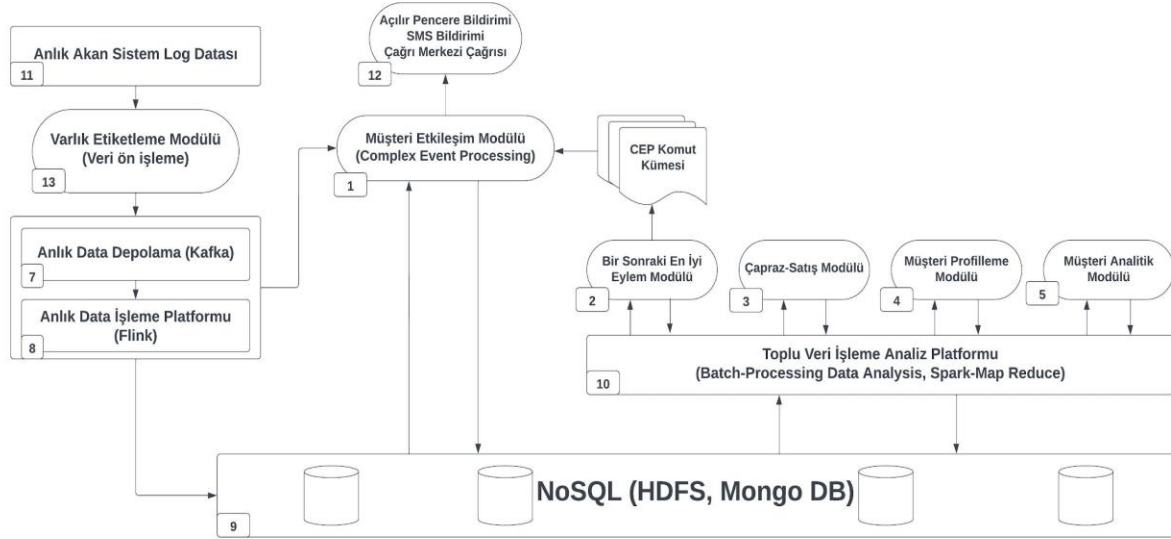 Anlık Akan Sistem Log Datası
11
Varlık Etiketleme Modülü
(Veri ön işleme)
13
Anlık Data Depolama (Kafka)
7
Anlık Data İşleme Platformu
(Flink)
8
Açılır Pencere Bildirimi
SMS Bildirimi
Çağrı Merkezi Çağrısı
12
Müşteri Etkileşim Modülü
(Complex Event Processing)
1
CEP Komut
Kümesi
Bir Sonraki En İyi
Eylem Modülü
2
Çapraz-Satış Modülü
3
Müşteri Profilleme
Modülü
4
Müşteri Analitik
Modülü
5
Toplu Veri İşleme Analiz Platformu
(Batch-Processing Data Analysis, Spark-Map Reduce)
10
NoSQL (HDFS, Mongo DB)
9